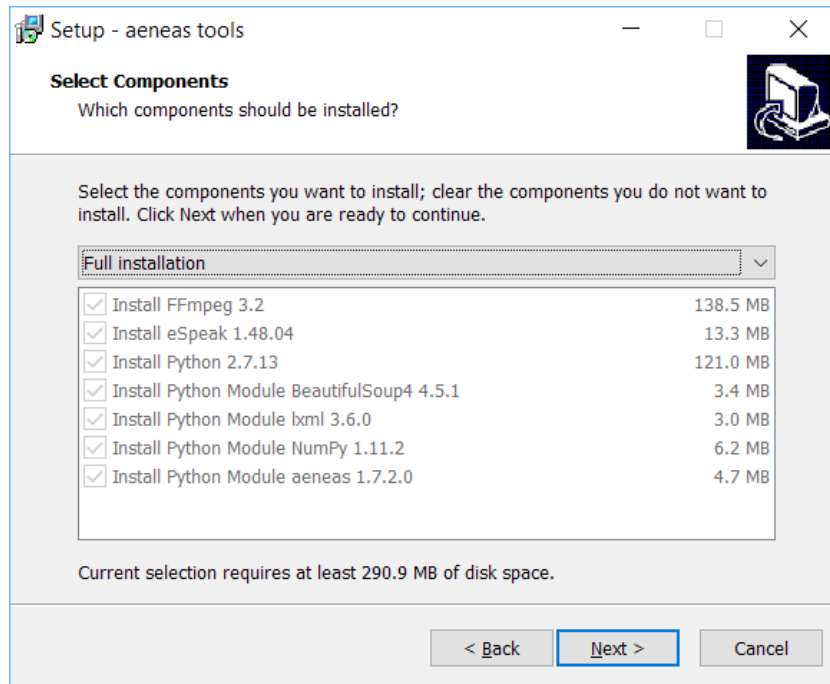 Setup - aeneas tools
Select Components
Which components should be installed?
Select the components you want to install; clear the components you do not want to
install. Click Next when you are ready to continue.
Full installation
Install FFmpeg 3.2 138.5 MB
Install eSpeak 1.48.04 13.3 MB
Install Python 2.7.13 121.0 MB
Install Python Module BeautifulSoup4 4.5.1 3.4 MB
Install Python Module lxml 3.6.0 3.0 MB
Install Python Module NumPy 1.11.2 6.2 MB
Install Python Module aeneas 1.7.2.0 4.7 MB
Current selection requires at least 290.9 MB of disk space.
< Back Next > Cancel